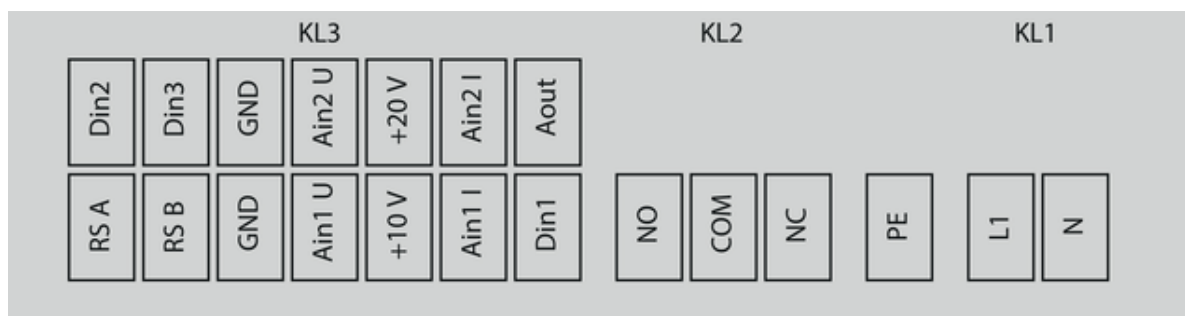 KL3 KL2 KL1
Din2 Din3 GND Ain2 U +20 V Ain2 I Aout
RS A RS B GND Ain1 U +10 V Ain1 I Din1 NO COM NC PE L1 N